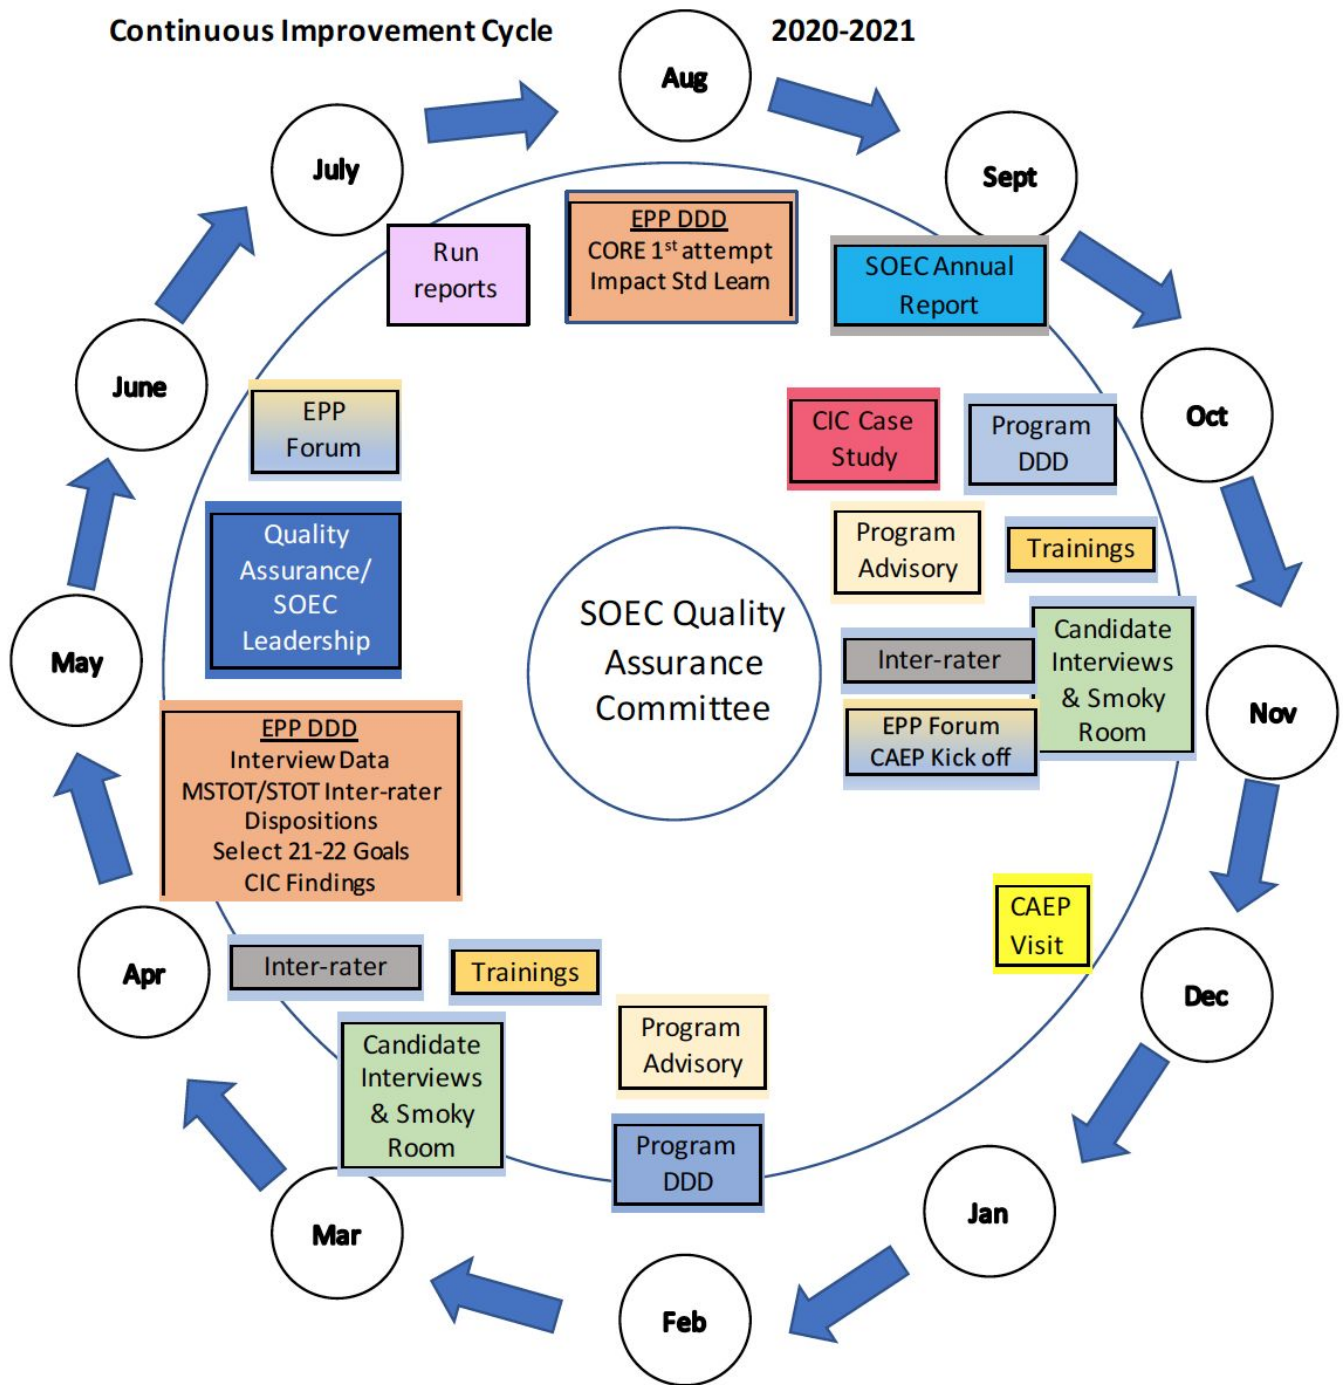 Continuous Improvement Cycle 2020-2021
Aug
Sept
Oct
Nov
Dec
Jan
Feb
Mar
Apr
May
June
July
Run
reports
EPP DDD
CORE 1st attempt
Impact Std Learn
SOEC Annual
Report
EPP
Forum
CIC Case
Study
Program
DDD
Quality
Assurance/
SOEC
Leadership
Program
Advisory
Trainings
SOEC Quality
Assurance
Committee
Inter-rater
Candidate
Interviews
& Smoky
Room
EPP Forum
CAEP Kick off
EPP DDD
Interview Data
MSTOT/STOT Inter-rater
Dispositions
Select 21-22 Goals
CIC Findings
CAEP
Visit
Inter-rater
Trainings
Candidate
Interviews
& Smoky
Room
Program
Advisory
Program
DDD